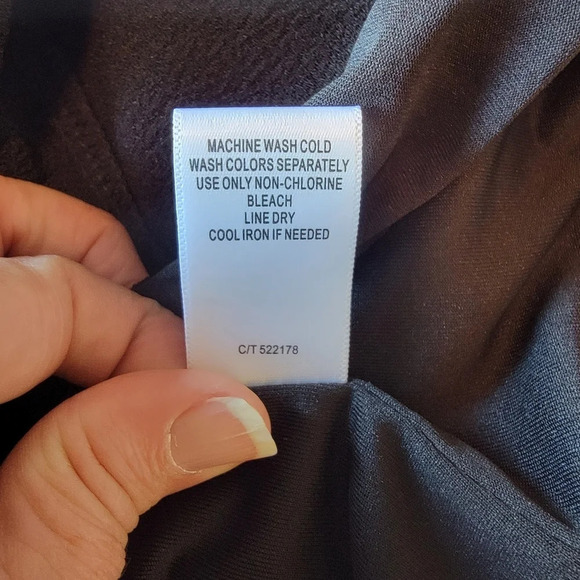 MACHINE WASH COLD
WASH COLORS SEPARATELY
USE ONLY NON-CHLORINE
BLEACH
LINE DRY
COOL IRON IF NEEDED
C/T 522178